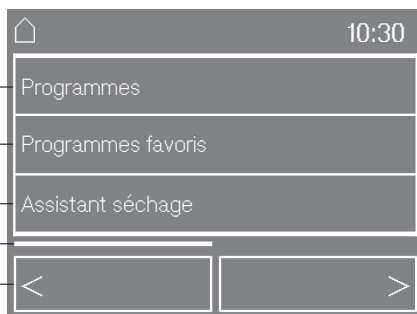 10:30
Programmes
Programmes favoris
Assistant séchage
< >